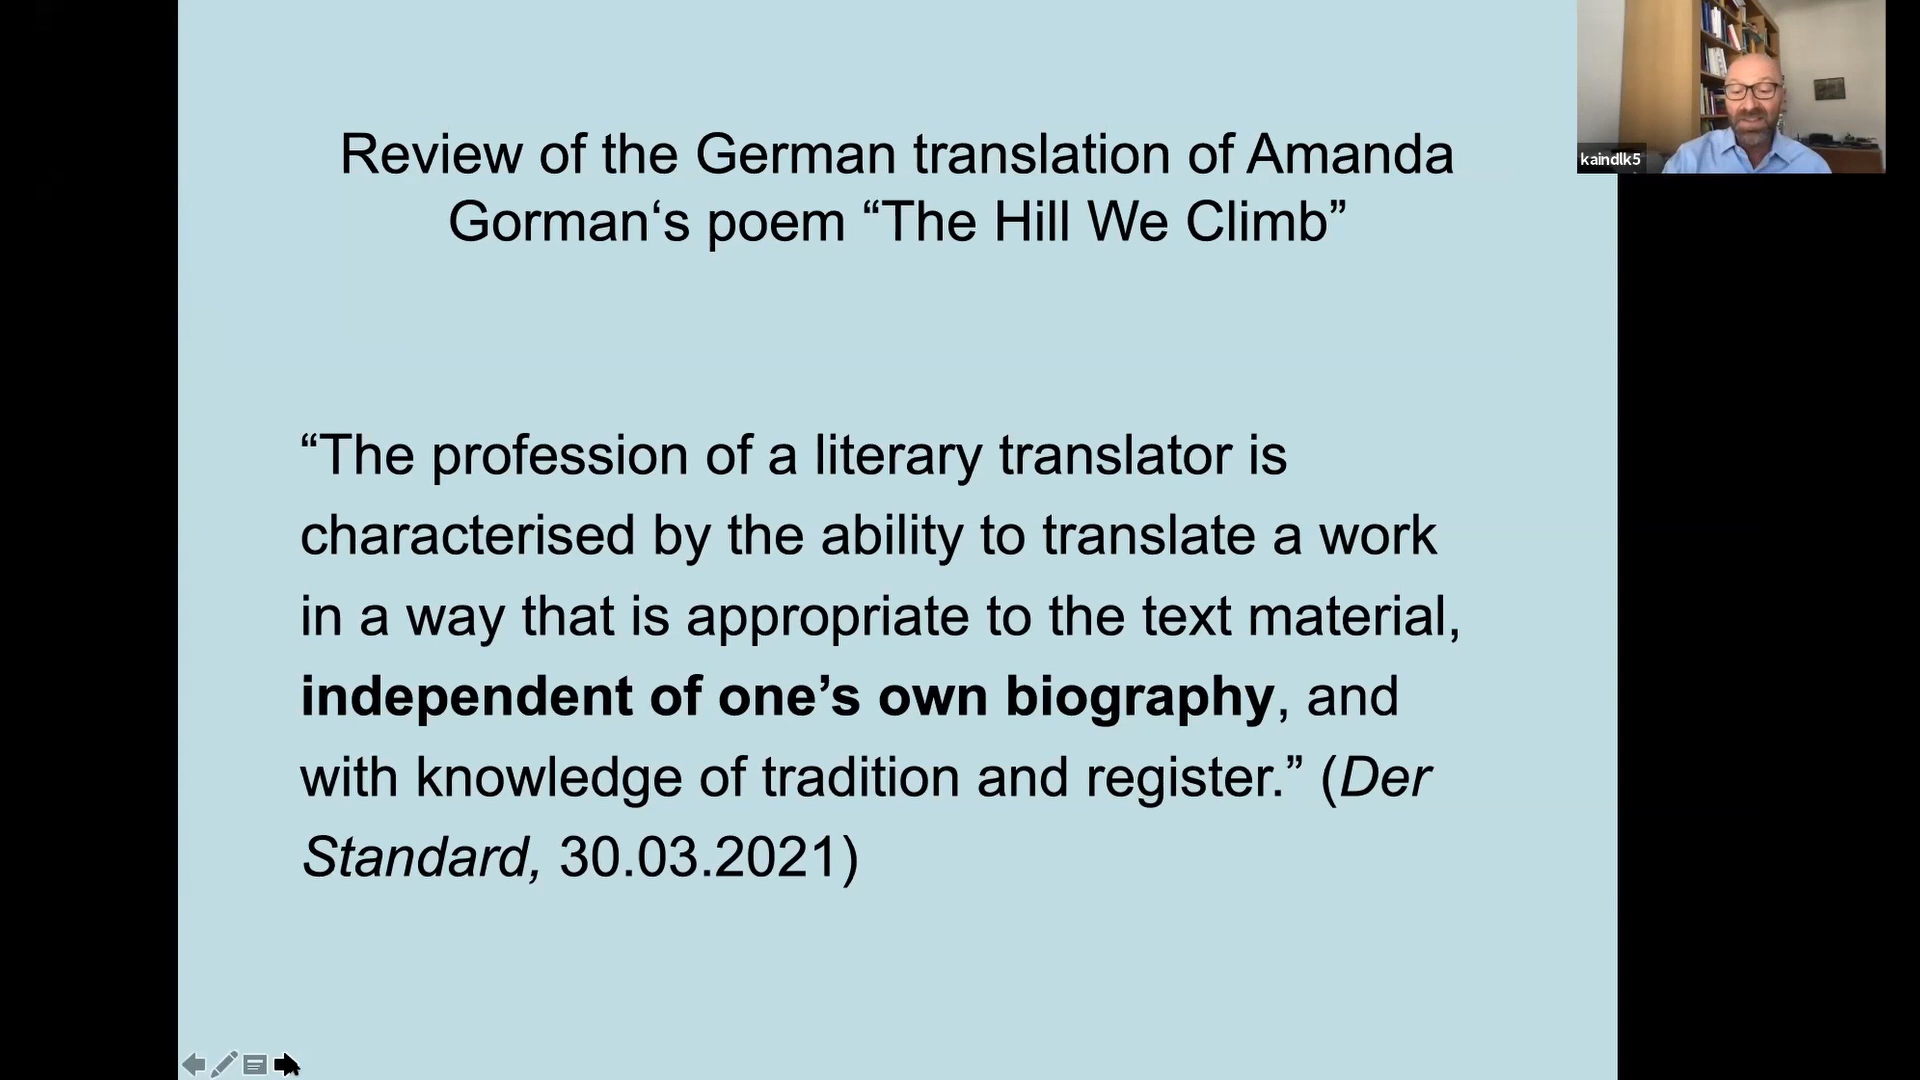 Review of the German translation of Amanda
Gorman‘s poem “The Hill We Climb”
kaindlk5
“The profession of a literary translator is
characterised by the ability to translate a work
in a way that is appropriate to the text material,
independent of one’s own biography, and
with knowledge of tradition and register.” (Der
Standard, 30.03.2021)